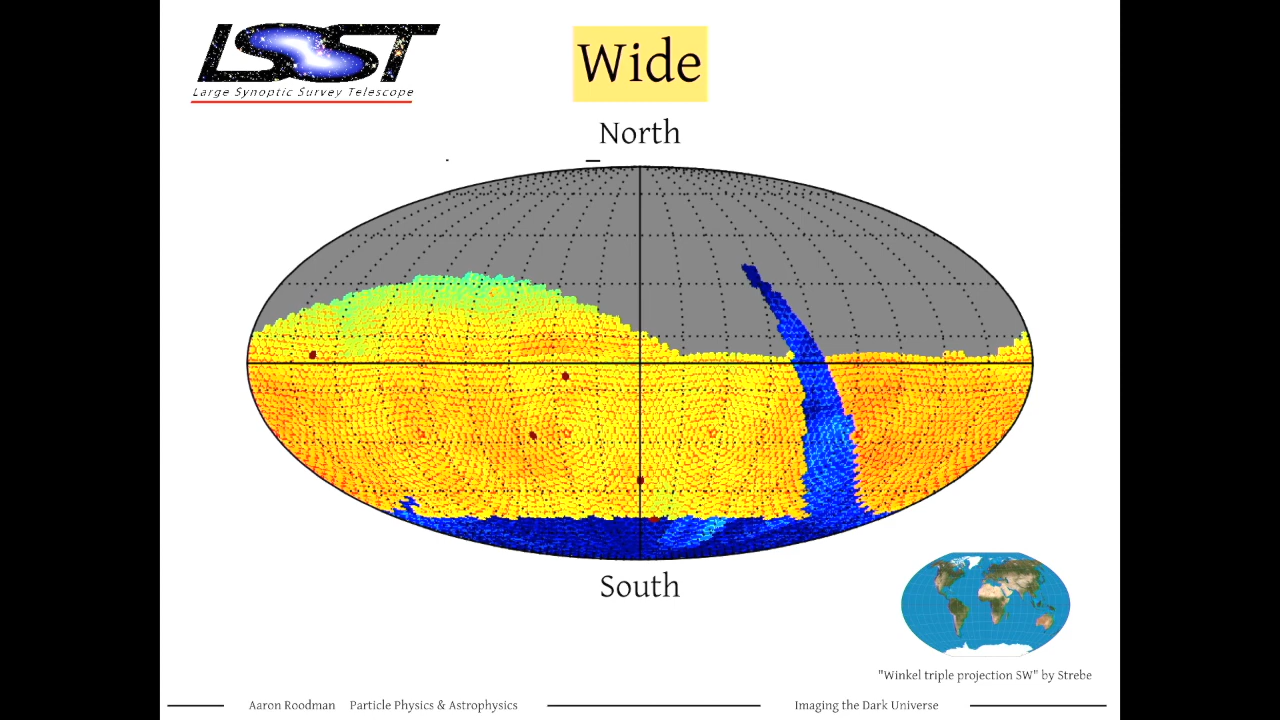 LSST
Large Synoptic Survey Telescope
Wide
North
South
"Winkel triple projection SW" by Strebe
Aaron Roodman Particle Physics & Astrophysics Imaging the Dark Universe